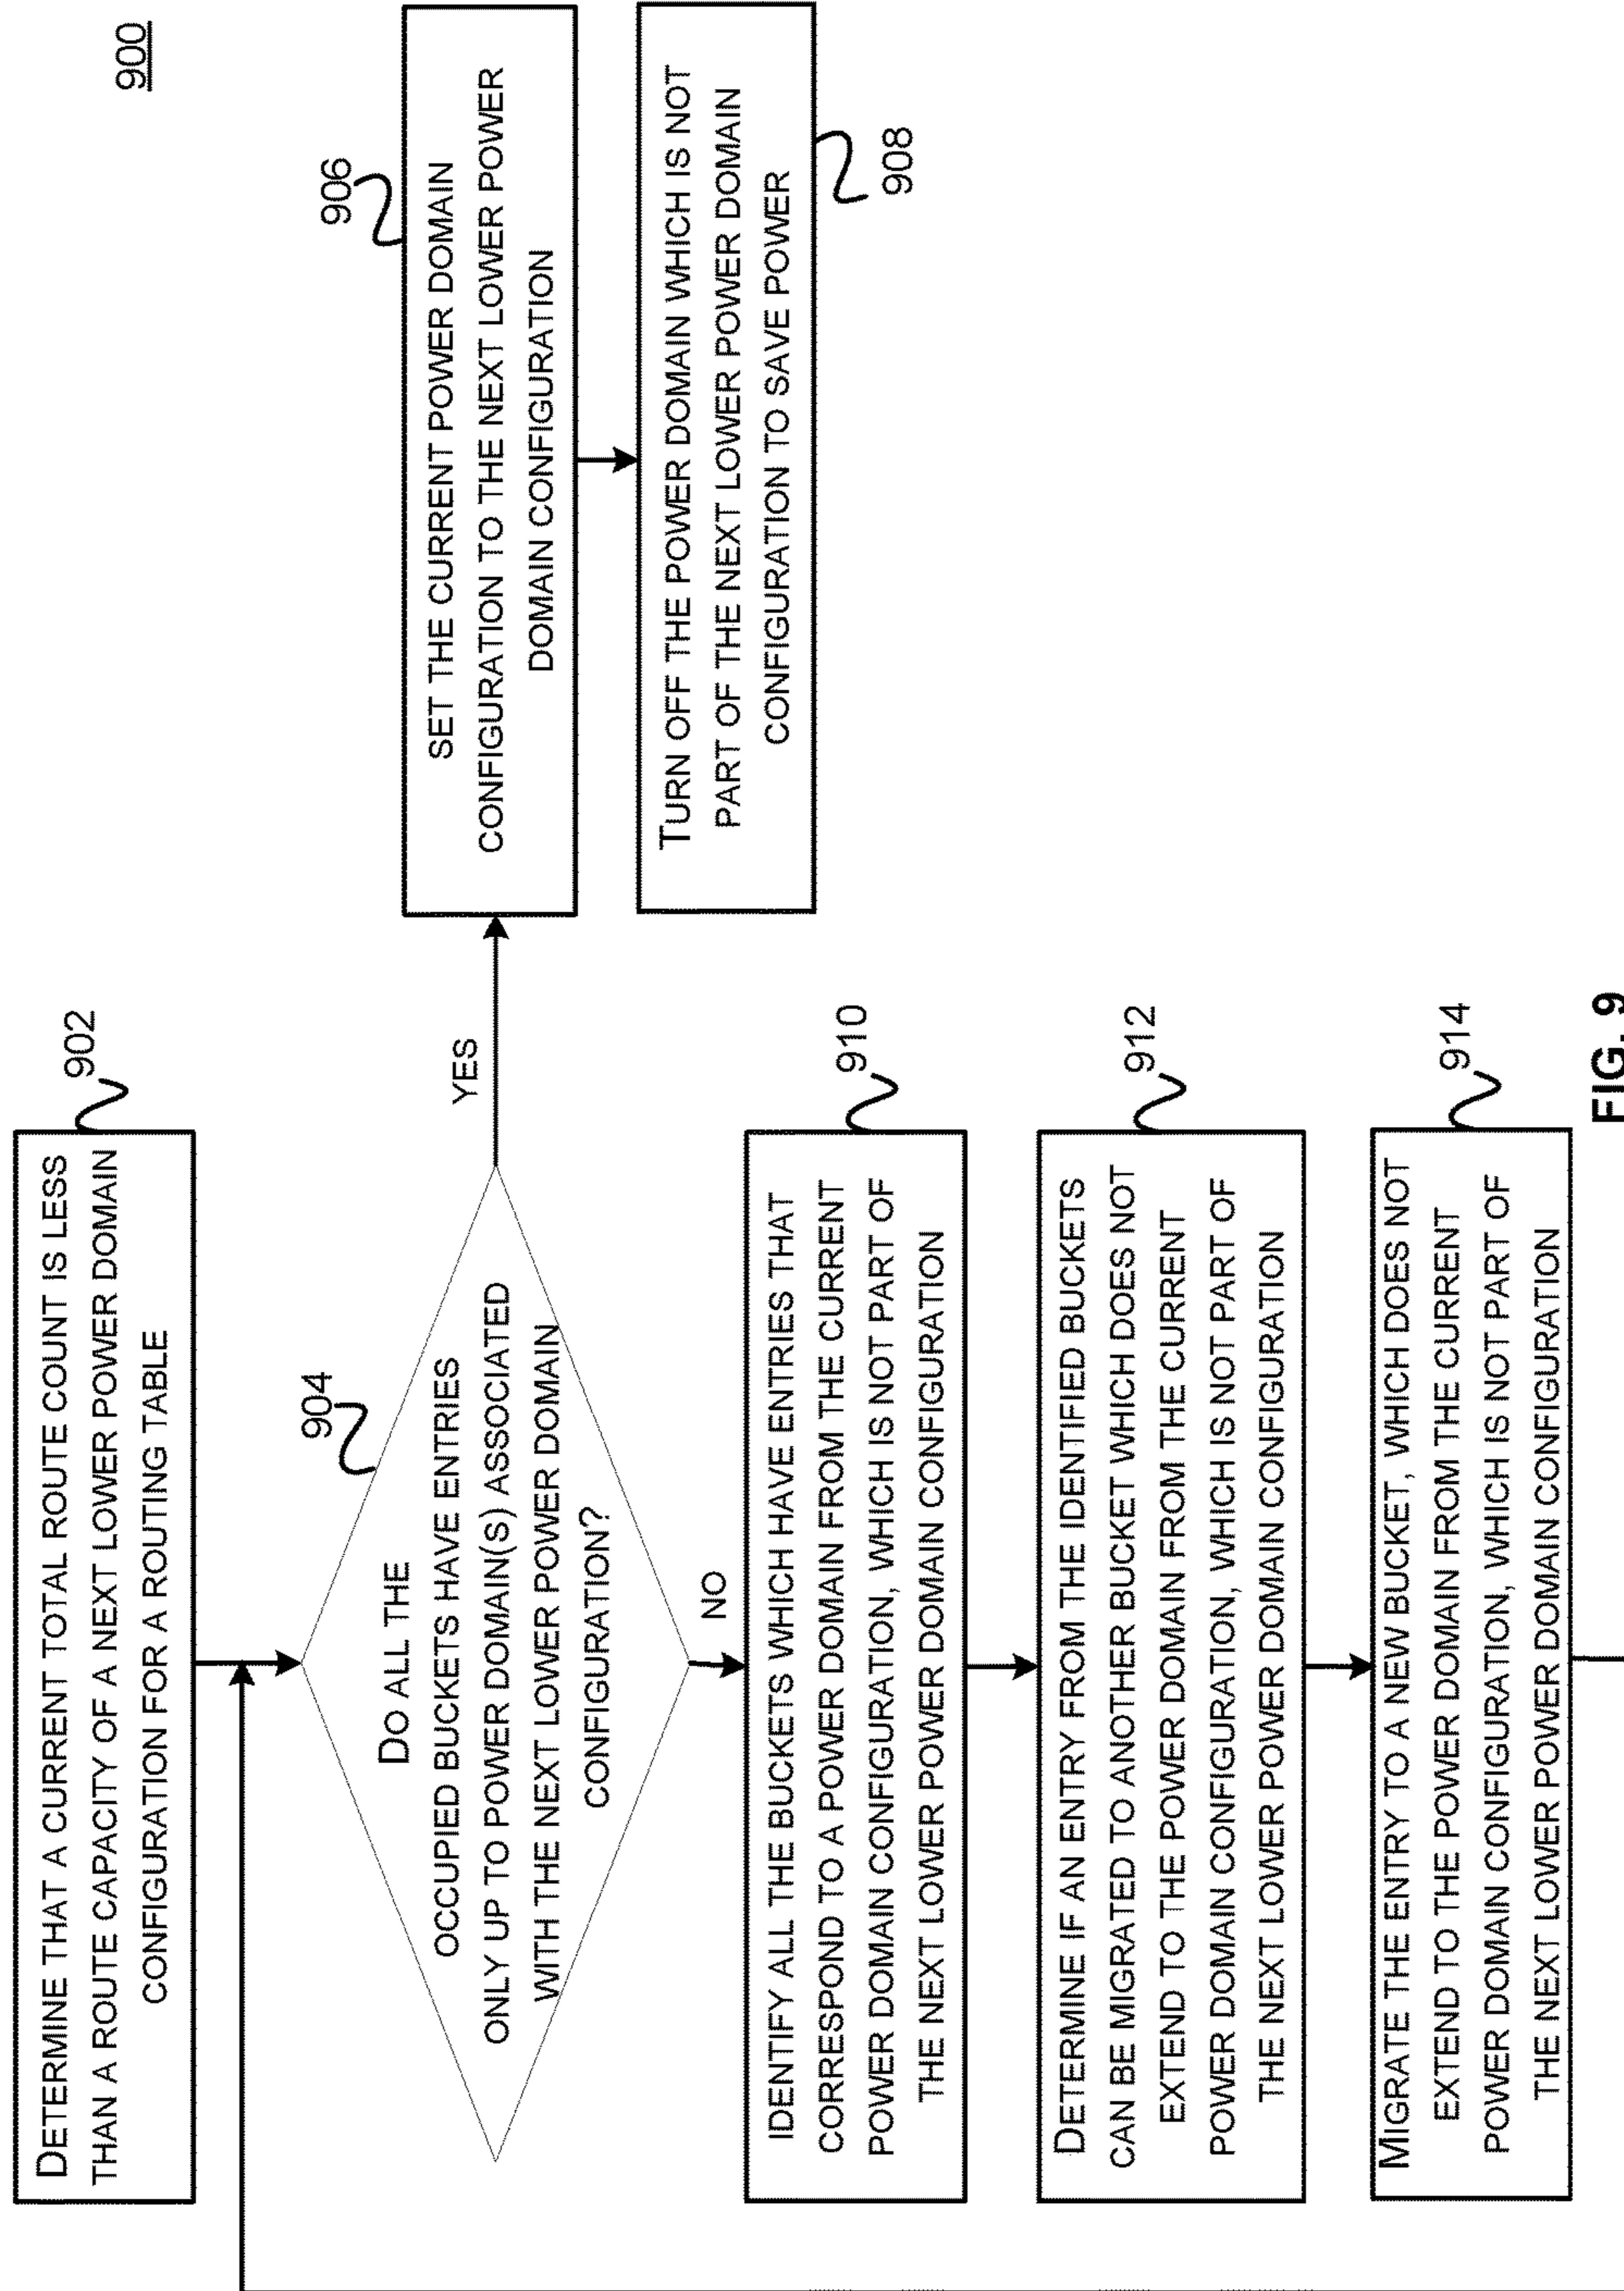 900
902
DETERMINE THAT A CURRENT TOTAL ROUTE COUNT IS LESS
THAN A ROUTE CAPACITY OF A NEXT LOWER POWER DOMAIN
CONFIGURATION FOR A ROUTING TABLE
904
DO ALL THE
OCCUPIED BUCKETS HAVE ENTRIES
ONLY UP TO POWER DOMAIN(S) ASSOCIATED
WITH THE NEXT LOWER POWER DOMAIN
CONFIGURATION?
YES
906
SET THE CURRENT POWER DOMAIN
CONFIGURATION TO THE NEXT LOWER POWER
DOMAIN CONFIGURATION
TURN OFF THE POWER DOMAIN WHICH IS NOT
PART OF THE NEXT LOWER POWER DOMAIN
CONFIGURATION TO SAVE POWER
908
NO
910
IDENTIFY ALL THE BUCKETS WHICH HAVE ENTRIES THAT
CORRESPOND TO A POWER DOMAIN FROM THE CURRENT
POWER DOMAIN CONFIGURATION, WHICH IS NOT PART OF
THE NEXT LOWER POWER DOMAIN CONFIGURATION
912
DETERMINE IF AN ENTRY FROM THE IDENTIFIED BUCKETS
CAN BE MIGRATED TO ANOTHER BUCKET WHICH DOES NOT
EXTEND TO THE POWER DOMAIN FROM THE CURRENT
POWER DOMAIN CONFIGURATION, WHICH IS NOT PART OF
THE NEXT LOWER POWER DOMAIN CONFIGURATION
914
MIGRATE THE ENTRY TO A NEW BUCKET, WHICH DOES NOT
EXTEND TO THE POWER DOMAIN FROM THE CURRENT
POWER DOMAIN CONFIGURATION, WHICH IS NOT PART OF
THE NEXT LOWER POWER DOMAIN CONFIGURATION
FIG. 9